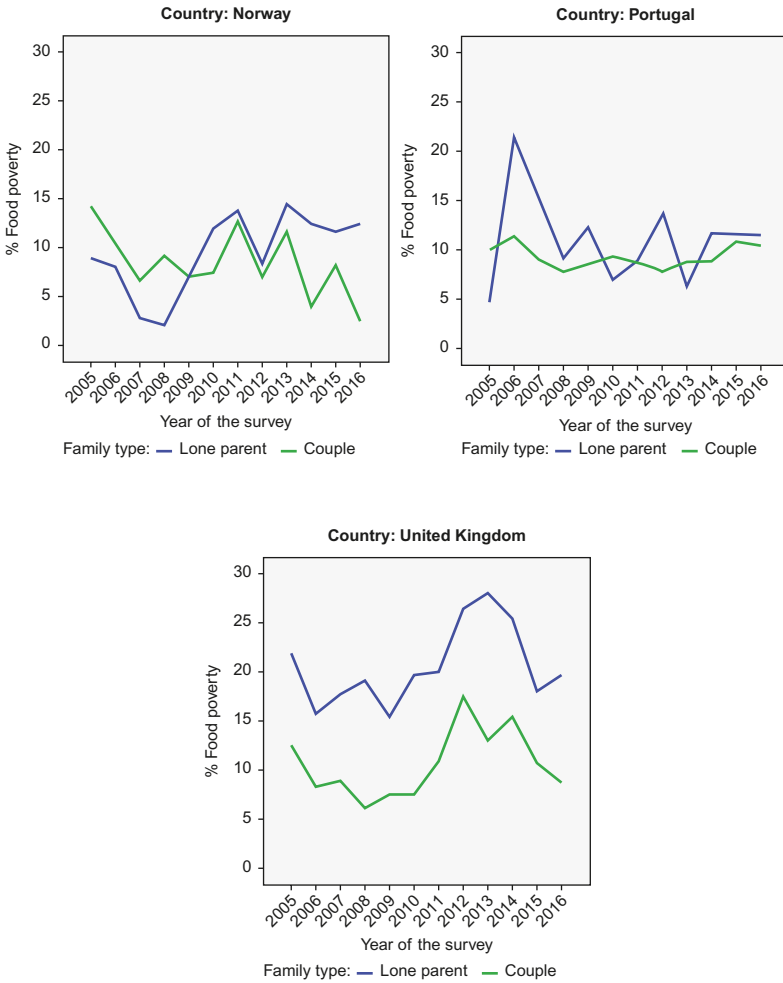 Country: Norway
30
25
20
15
10
5
0
% Food poverty
2005 2006 2007 2008 2009 2010 2011 2012 2013 2014 2015 2016
Year of the survey
Family type: Lone parent Couple
Country: Portugal
30
25
20
15
10
5
0
% Food poverty
2005 2006 2007 2008 2009 2010 2011 2012 2013 2014 2015 2016
Year of the survey
Family type: Lone parent Couple
Country: United Kingdom
30
25
20
15
10
5
0
% Food poverty
2005 2006 2007 2008 2009 2010 2011 2012 2013 2014 2015 2016
Year of the survey
Family type: Lone parent Couple